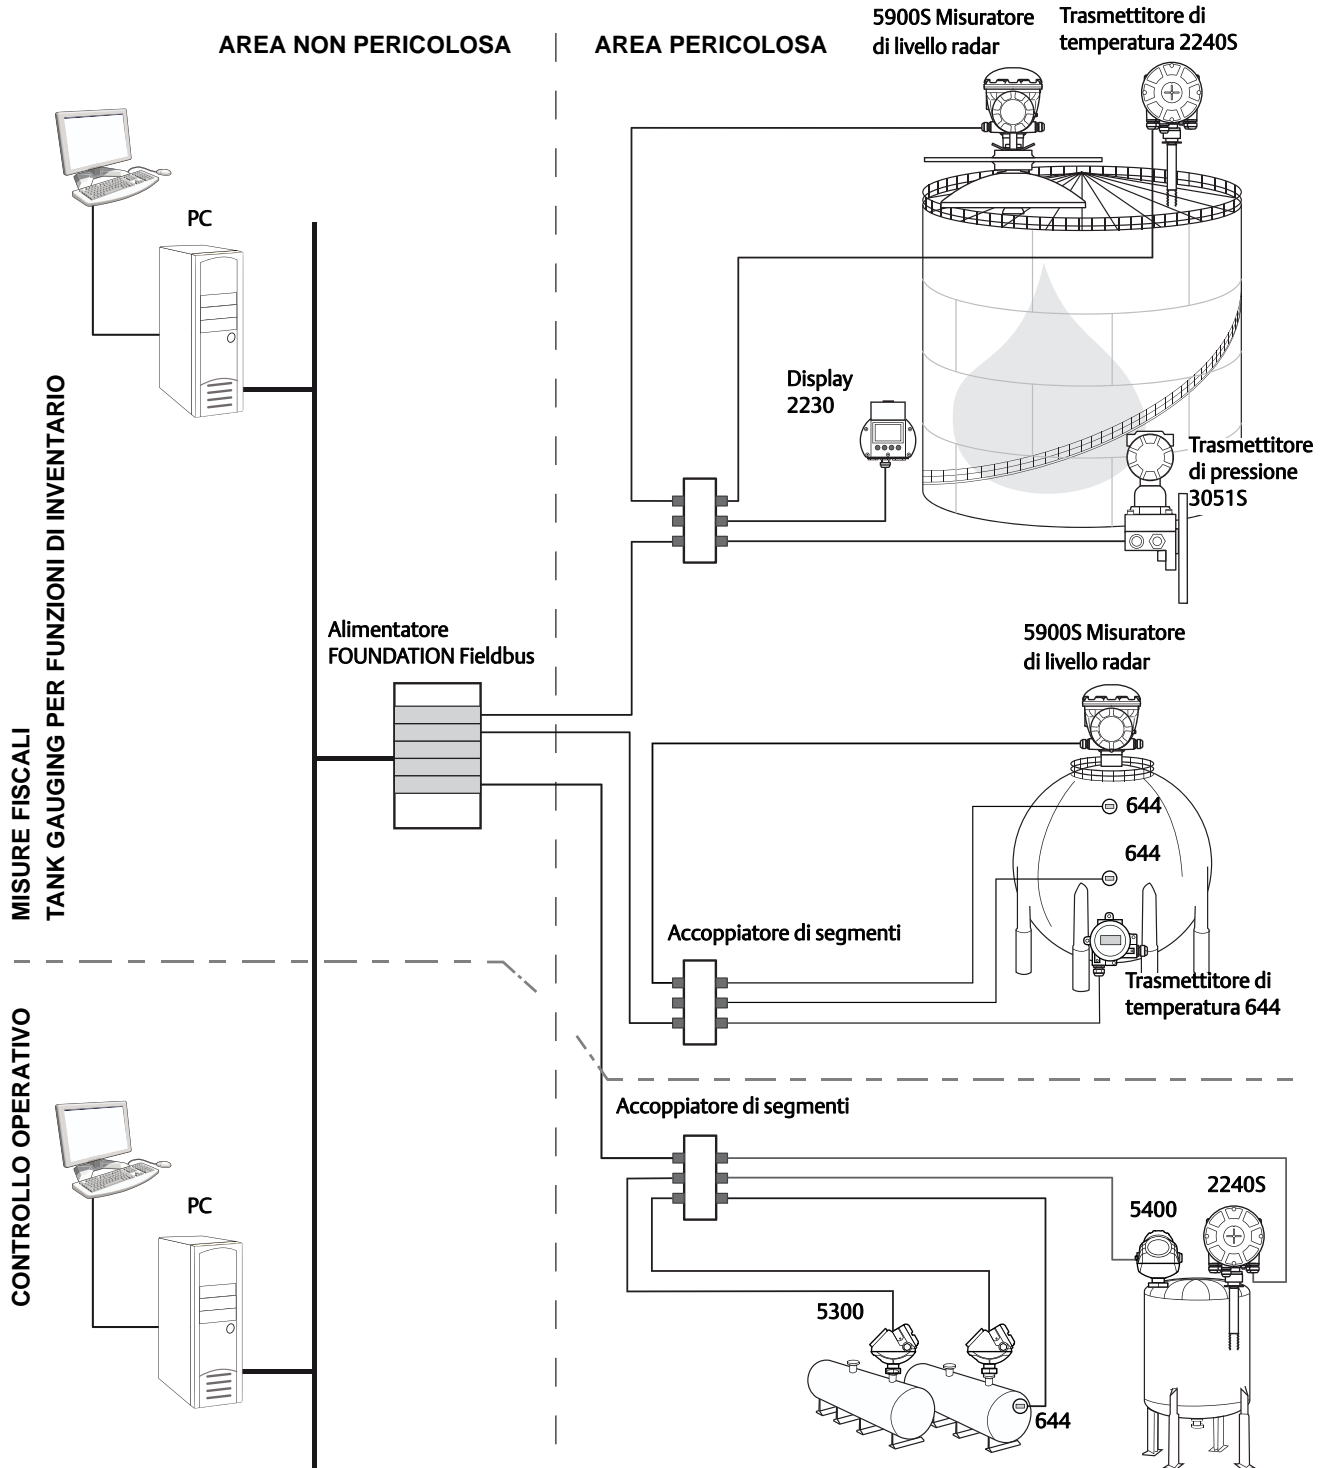 AREA NON PERICOLOSA
AREA PERICOLOSA
5900S Misuratore
di livello radar
Trasmettitore di
temperatura 2240S
PC
Display
2230
Trasmettitore
di pressione
3051S
MISURE FISCALI
TANK GAUGING PER FUNZIONI DI INVENTARIO
Alimentatore
FOUNDATION Fieldbus
5900S Misuratore
di livello radar
644
644
Accoppiatore di segmenti
Trasmettitore di
temperatura 644
CONTROLLO OPERATIVO
Accoppiatore di segmenti
PC
5400
2240S
5300
644